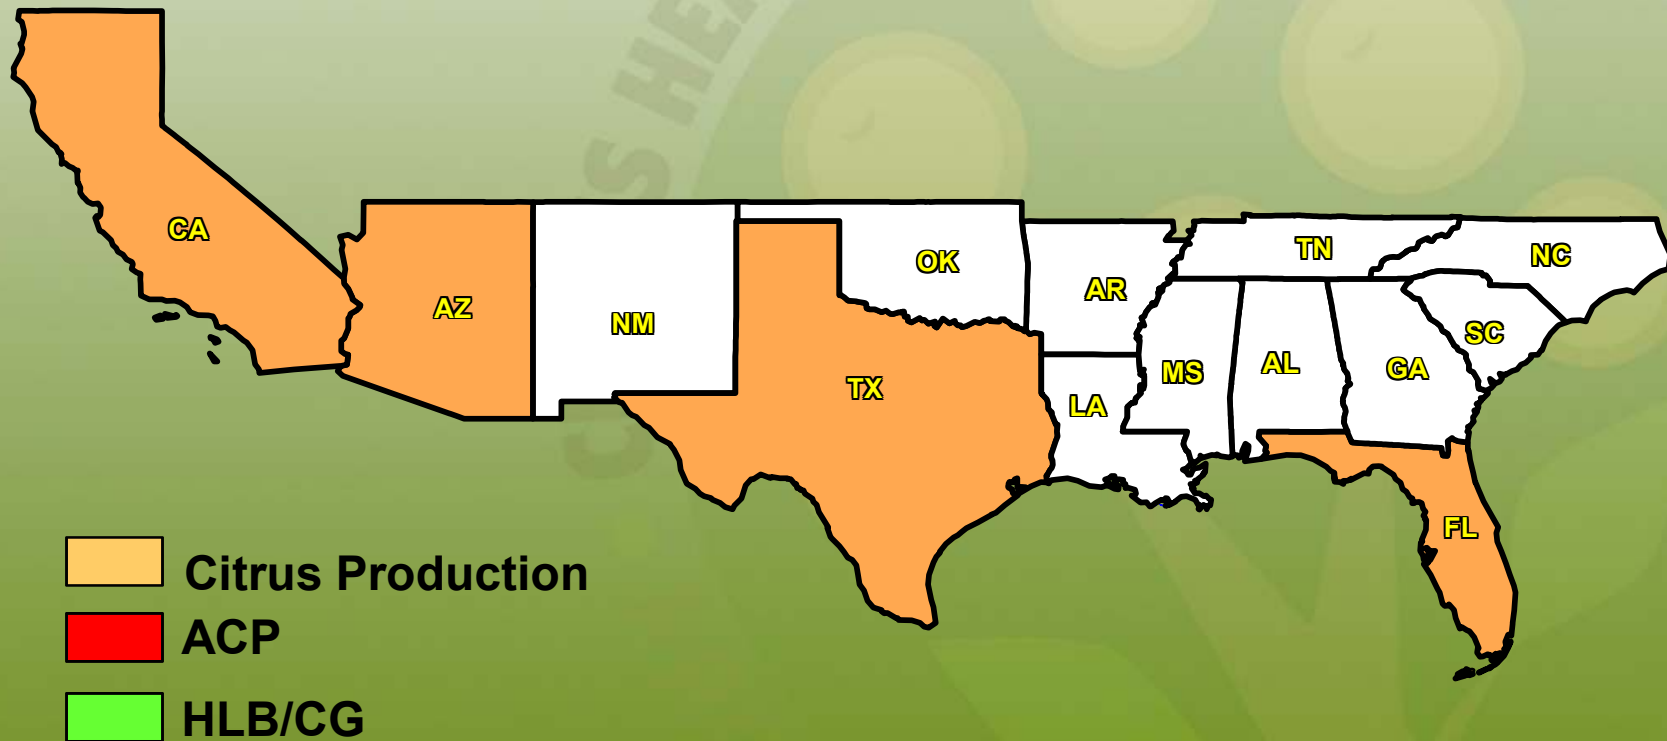 CA
AZ
NM
OK
TX
AR
LA
TN
MS
AL
GA
NC
SC
FL
Citrus Production
ACP
HLB/CG